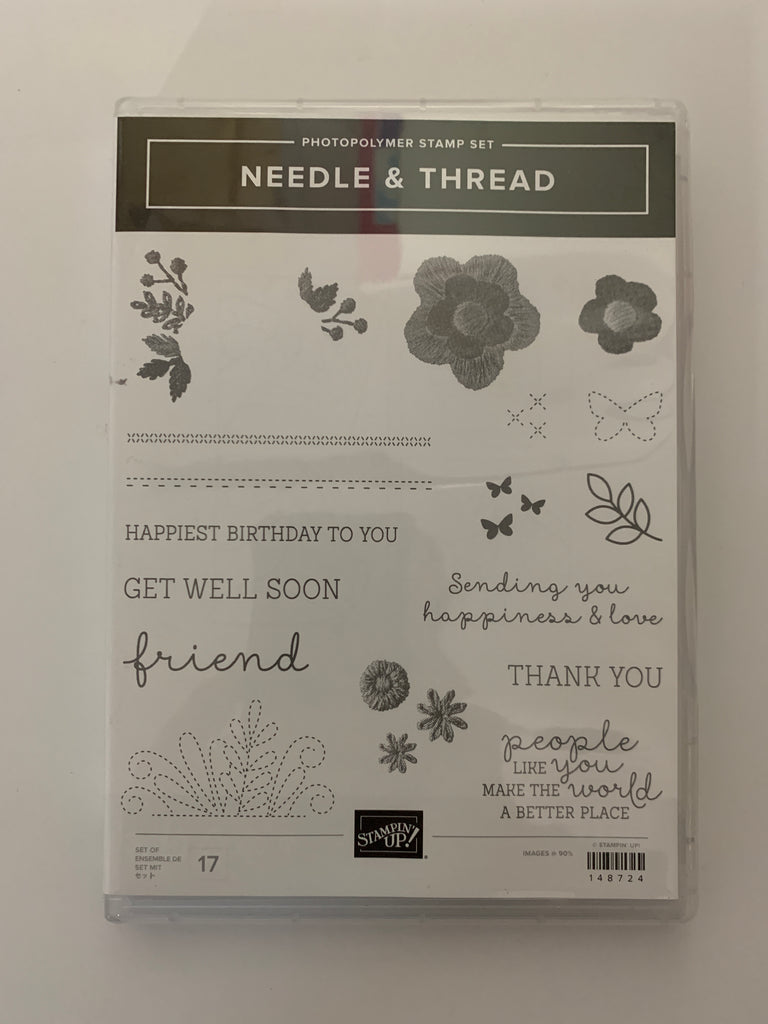 PHOTOPOLYMER STAMP SET
NEEDLE & THREAD
HAPPIEST BIRTHDAY TO YOU
GET WELL SOON
Sending you
happiness & love
friend
THANK YOU
people
LIKE you
MAKE THE world
A BETTER PLACE
STAMPIN'
UP!®
SET OF
ENSEMBLE DE
SET MIT
セット
17
IMAGES @ 90%
© STAMPIN' UP!
148724